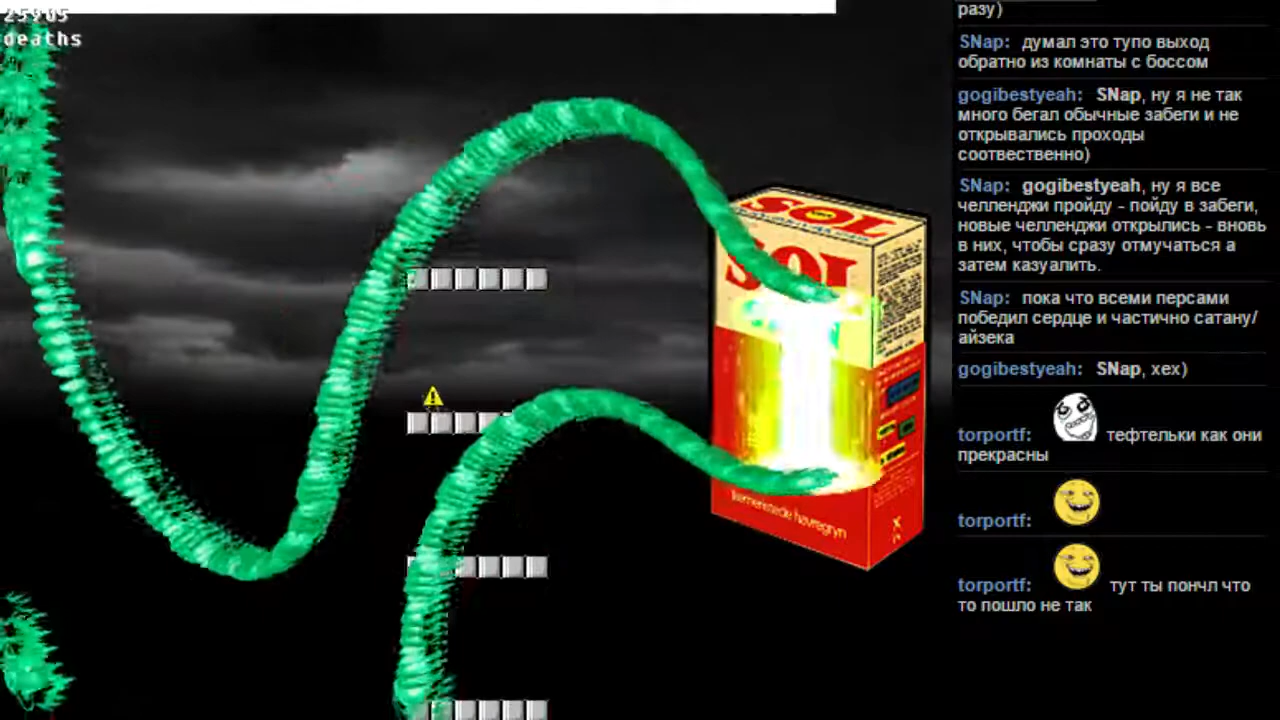 25905
deaths
SOL
SOL
havregryn
разу)
SNap: думал это тупо выход
обратно из комнаты с боссом
gogibestyeah: SNap, ну я не так
много бегал обычные забеги и не
открывались проходы
соотвественно)
SNap: gogibestyeah, ну я все
челленджи пройду - пойду в забеги,
новые челленджи открылись - вновь
в них, чтобы сразу отмучаться а
затем казуалить.
SNap: пока что всеми персами
победил сердце и частично сатану/
айзека
gogibestyeah: SNap, хех)
torportf: тефтельки как они
прекрасны
torportf:
torportf: тут ты пончл что
то пошло не так